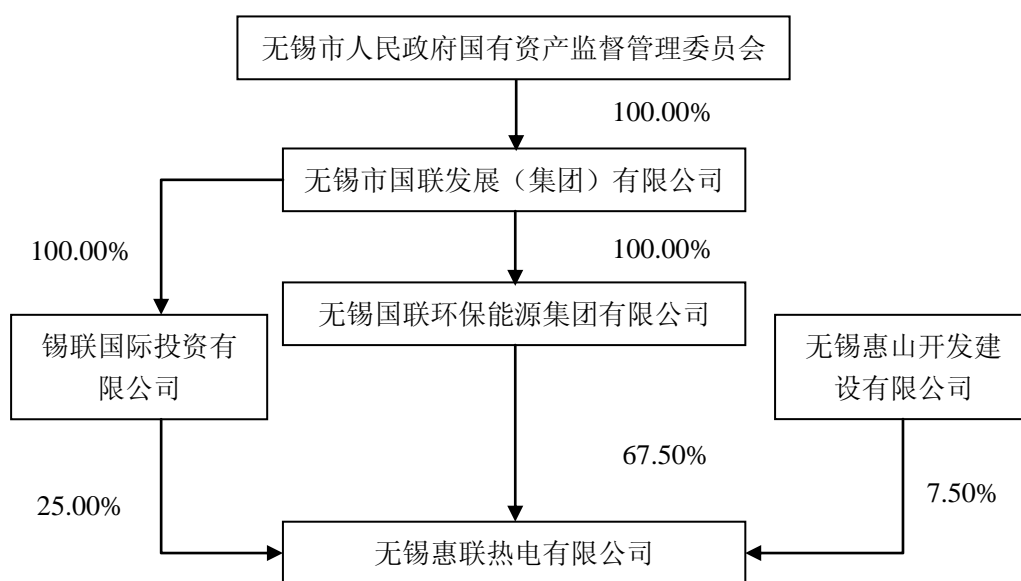 无锡市人民政府国有资产监督管理委员会
100.00%
无锡市国联发展（集团）有限公司
100.00%
100.00%
无锡国联环保能源集团有限公司
锡联国际投资有
限公司
无锡惠山开发建
设有限公司
67.50%
25.00%
7.50%
无锡惠联热电有限公司